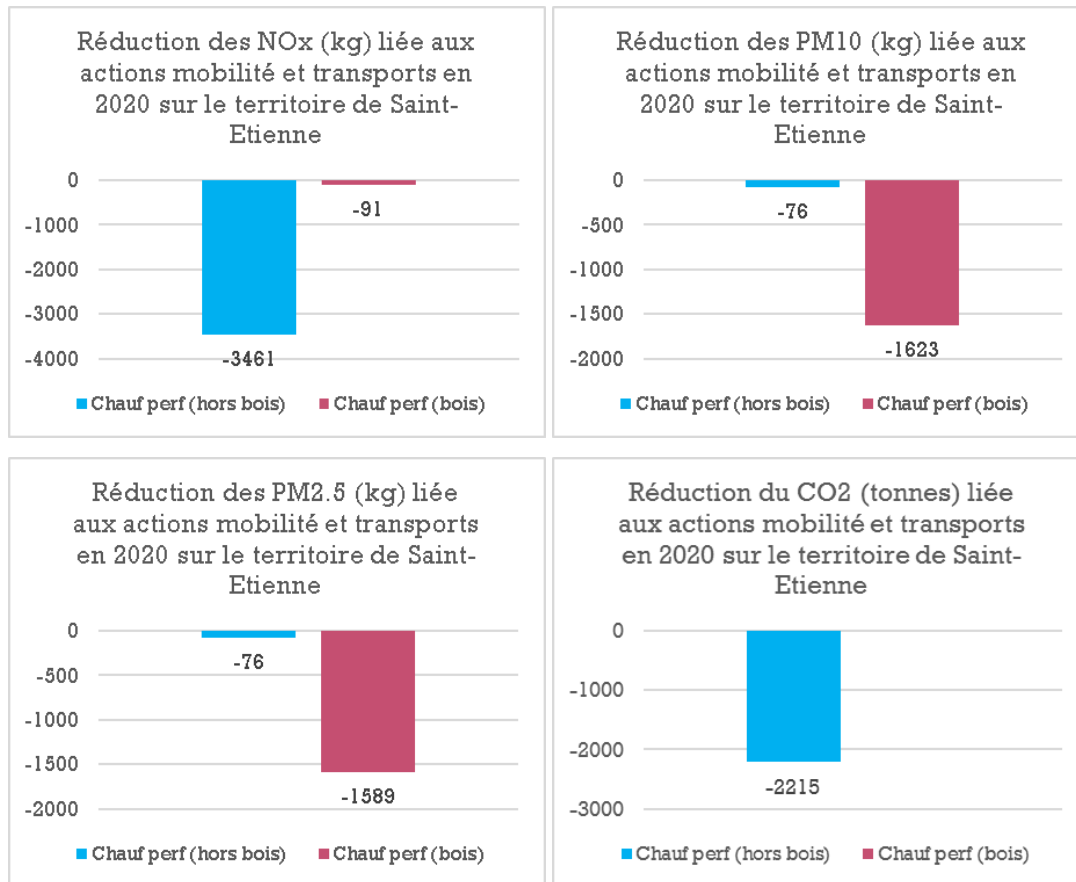 Réduction des NOx (kg) liée aux
actions mobilité et transports en
2020 sur le territoire de Saint-
Etienne
0
-1000
-2000
-3000
-4000
-91
-3461
Chauf perf (hors bois) Chauf perf (bois)
Réduction des PM10 (kg) liée aux
actions mobilité et transports en
2020 sur le territoire de Saint-
Etienne
0
-500
-1000
-1500
-2000
-76
-1623
Chauf perf (hors bois) Chauf perf (bois)
Réduction des PM2.5 (kg) liée
aux actions mobilité et transports
en 2020 sur le territoire de Saint-
Etienne
0
-500
-1000
-1500
-2000
-76
-1589
Chauf perf (hors bois) Chauf perf (bois)
Réduction du CO2 (tonnes) liée
aux actions mobilité et transports
en 2020 sur le territoire de Saint-
Etienne
0
-1000
-2000
-3000
-2215
Chauf perf (hors bois) Chauf perf (bois)